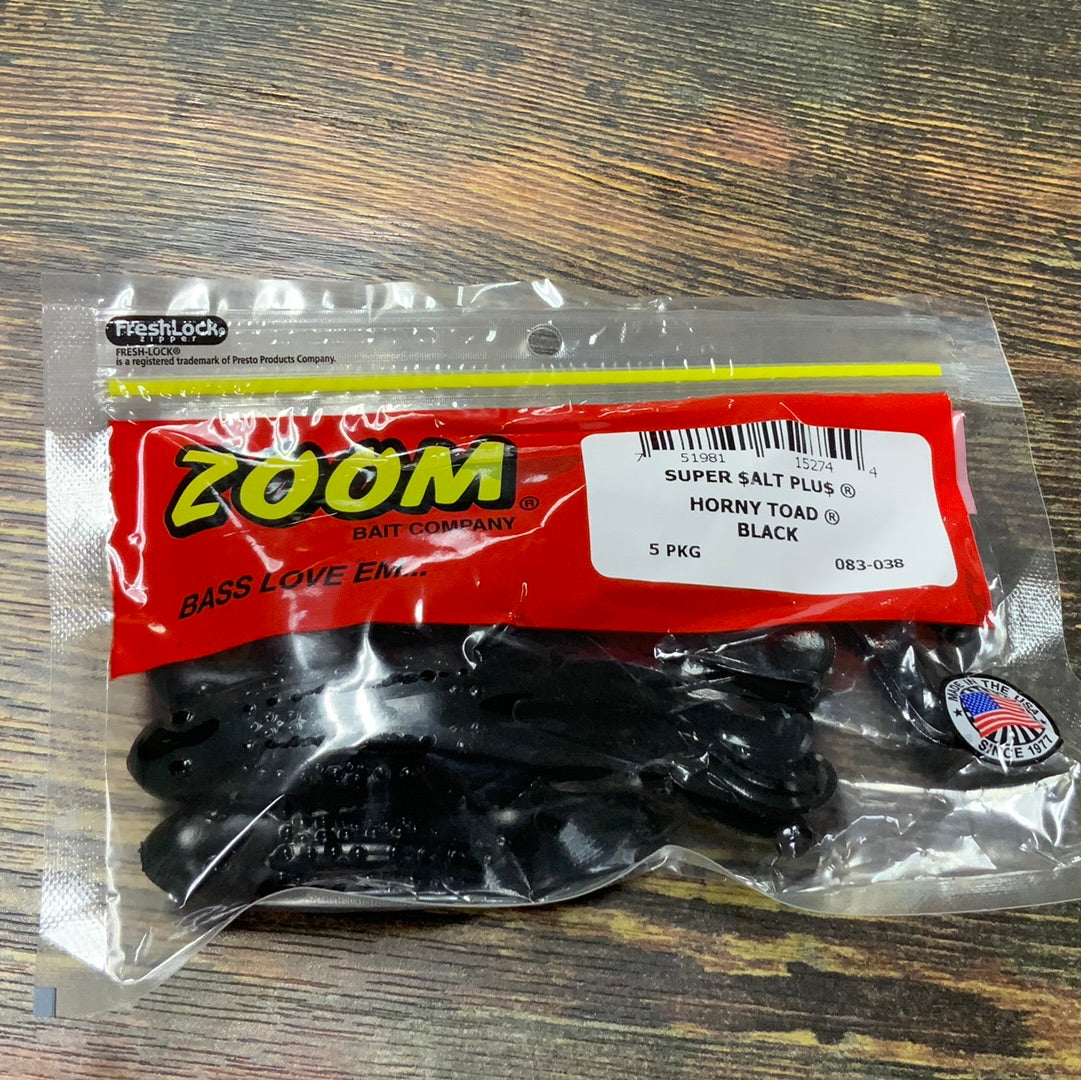 FreshLock®
zipper
FRESH-LOCK®
is a registered trademark of Presto Products Company.
ZOOM®
BAIT COMPANY
BASS LOVE EM...
7 51981 15274 4
SUPER $ALT PLU$ ®
HORNY TOAD ®
BLACK
5 PKG 083-038
MADE IN THE USA
SINCE 1977